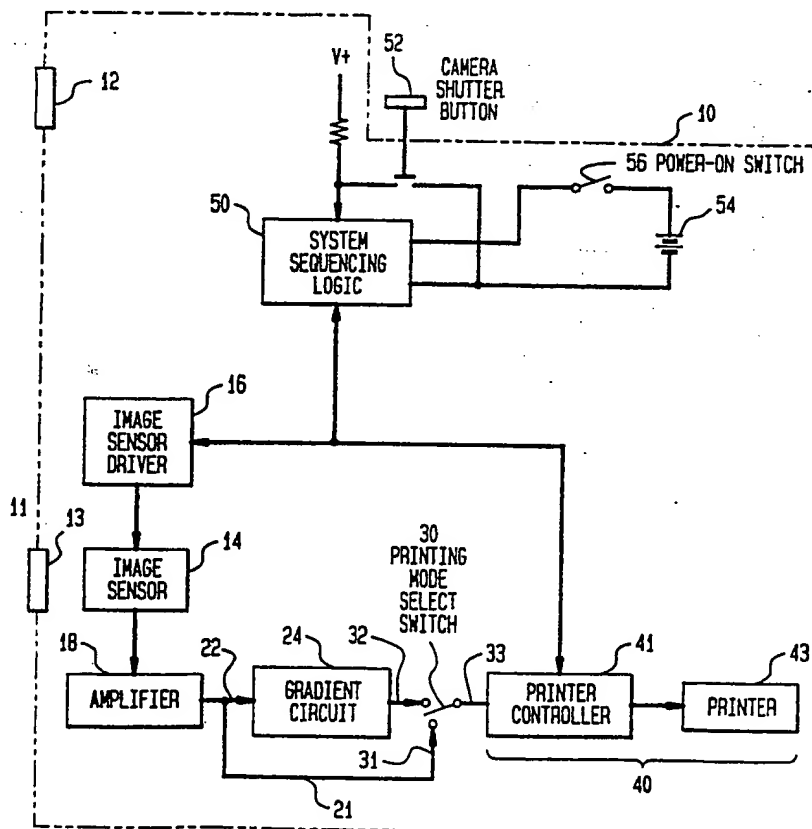 52
V+
CAMERA
SHUTTER
BUTTON
12
10
56 POWER-ON SWITCH
54
50
SYSTEM
SEQUENCING
LOGIC
16
IMAGE
SENSOR
DRIVER
11
13
14
IMAGE
SENSOR
30
PRINTING
MODE
SELECT
SWITCH
18
22
24
32
33
41
43
AMPLIFIER
GRADIENT
CIRCUIT
PRINTER
CONTROLLER
PRINTER
31
21
40